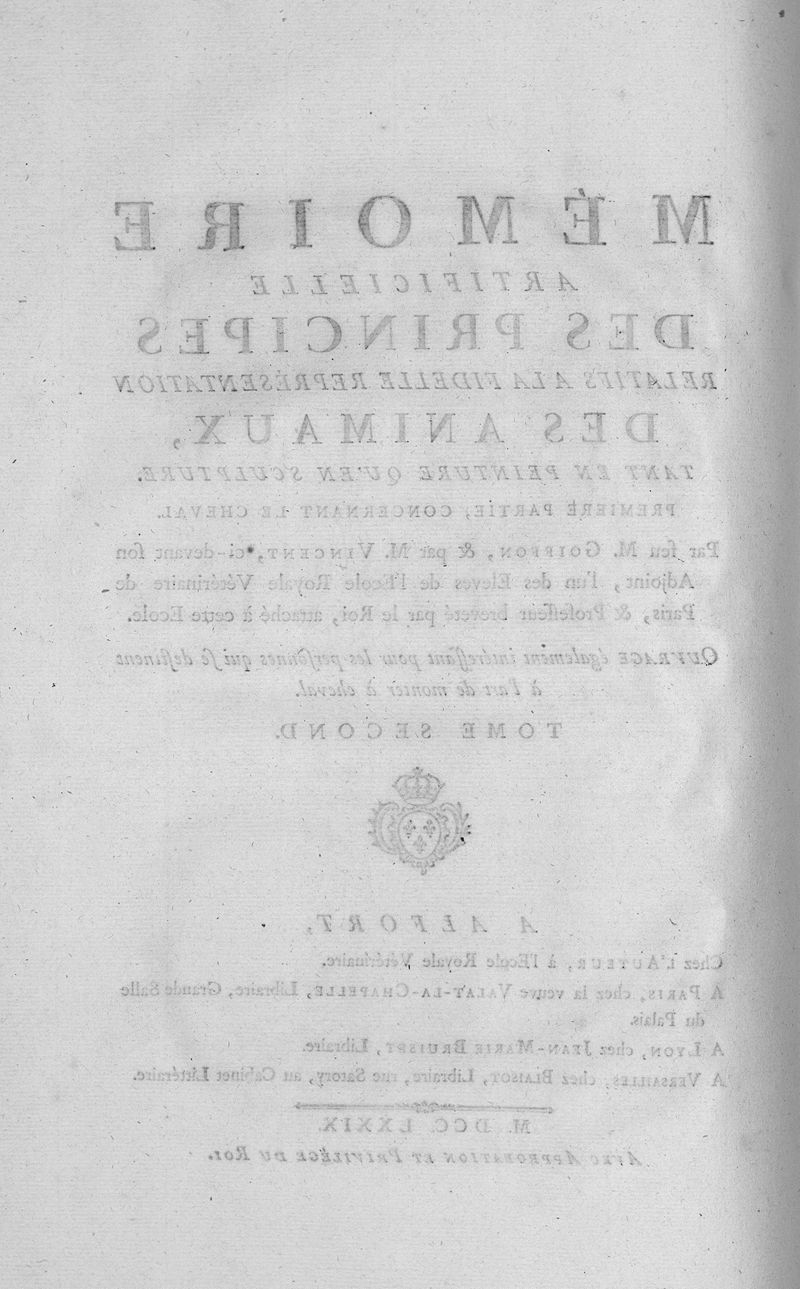 MÉMOIRE
ARTIFICIELLE
DES PRINCIPES
RELATIFS A LA FIDELLE REPRÉSENTATION
DES ANIMAUX,
TANT EN PEINTURE QU'EN SCULPTURE.
PREMIERE PARTIE, CONCERNANT LE CHEVAL.
Par feu M. GOIFFON, & par M. VINCENT, ci-devant son
Adjoint, l'un des Eleves de l'Ecole Royale Vétérinaire de
Paris, & Professeur breveté par le Roi, attaché à cette Ecole.
OUVRAGE également intéressant pour les personnes qui se destinent
à l'art de monter à cheval.
TOME SECOND.
A ALFORT,
Chez L'AUTEUR, à l'Ecole Royale Vétérinaire.
A PARIS, chez la veuve VALAT-LA-CHAPELLE, Libraire, Grande Salle
du Palais.
A LYON, chez JEAN-MARIE BRUISET, Libraire.
A VERSAILLES, chez BLAISOT, Libraire, rue Satory, au Cabinet Littéraire.
M. DCC. LXXIX.
AVEC APPROBATION ET PRIVILÉGE DU ROI.